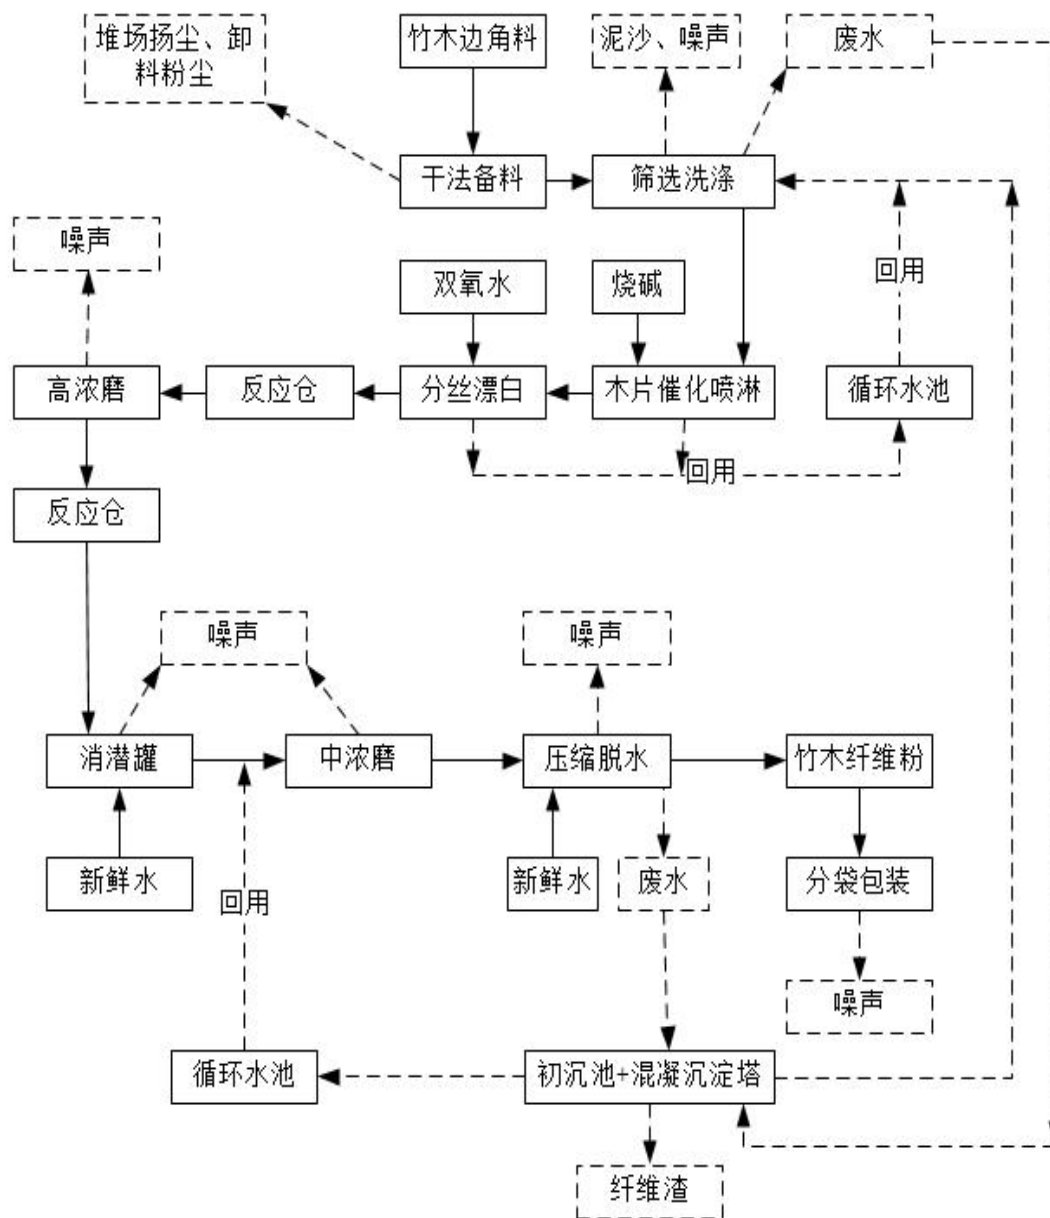 堆场扬尘、卸
料粉尘
竹木边角料
泥沙、噪声
废水
干法备料
筛选洗涤
噪声
双氧水
烧碱
回用
高浓磨
反应仓
分丝漂白
木片催化喷淋
循环水池
回用
反应仓
噪声
噪声
消潜罐
中浓磨
压缩脱水
竹木纤维粉
新鲜水
回用
新鲜水
废水
分袋包装
噪声
循环水池
初沉池+混凝沉淀塔
纤维渣